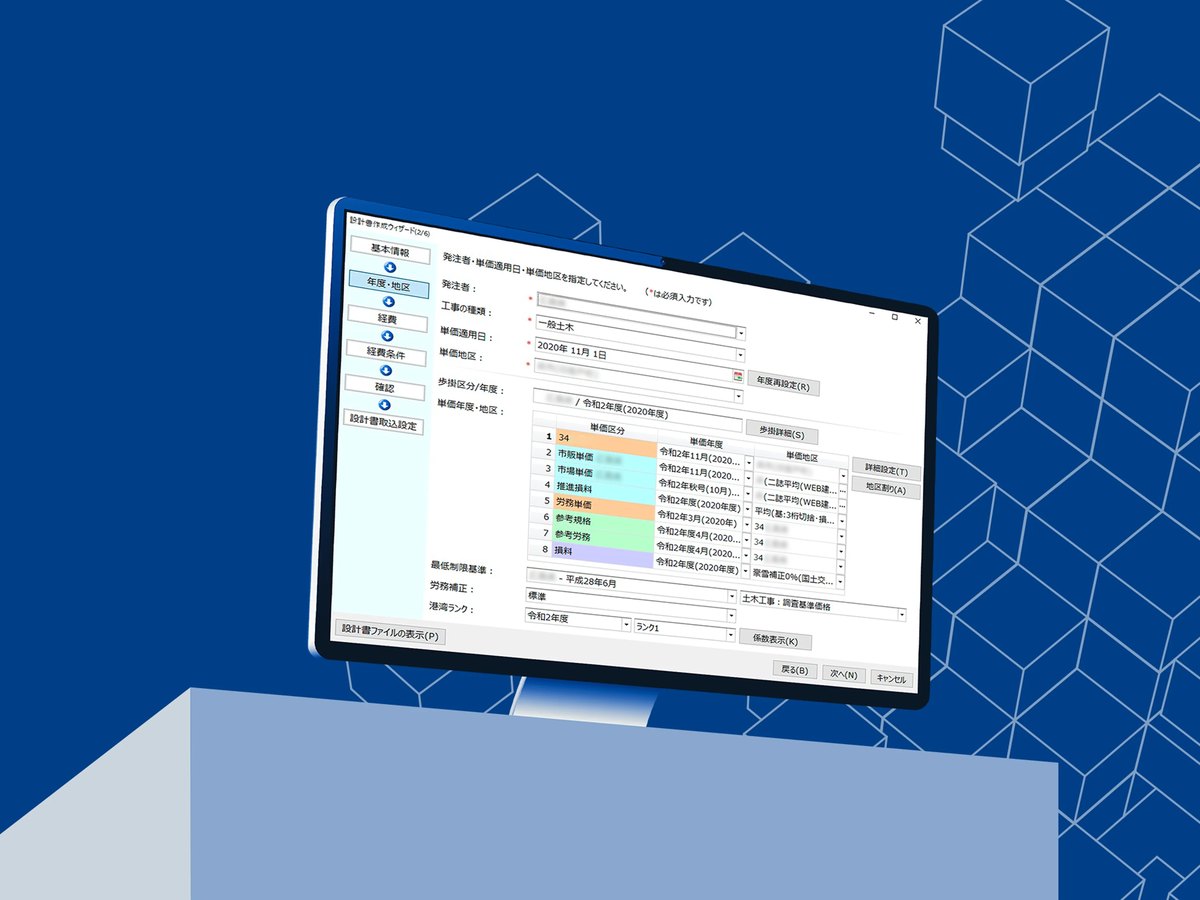 設計書作成ウィザード(2/6)
基本情報
年度・地区
経費
経費条件
確認
設計書取込設定
発注者・単価適用日・単価地区を指定してください。 (*は必須入力です)
発注者：
*
工事の種類：
* 一般土木
単価適用日：
* 2020年 11月 1日
単価地区：
*
年度再設定(R)
歩掛区分/年度：
/ 令和2年度(2020年度)
歩掛詳細(S)
単価年度・地区：
単価区分 単価年度 単価地区
1 34 令和2年11月(2020...
2 市販単価 令和2年11月(2020... (二誌平均(WEB建...
3 市場単価 令和2年秋号(10月)... (二誌平均(WEB建...
4 推進損料 令和2年度(2020年度) 平均(基:3桁切捨・損...
5 労務単価 令和2年3月(2020年) 34
6 参考規格 令和2年度4月(2020... 34
7 参考労務 令和2年度4月(2020... 34
8 損料 令和2年度(2020年度) 豪雪補正0%(国土交...
詳細設定(T)
地区割り(A)
最低制限基準：
- 平成28年6月
土木工事：調査基準価格
労務補正：
標準
港湾ランク：
令和2年度
ランク1
係数表示(K)
設計書ファイルの表示(P)
戻る(B)
次へ(N)
キャンセル